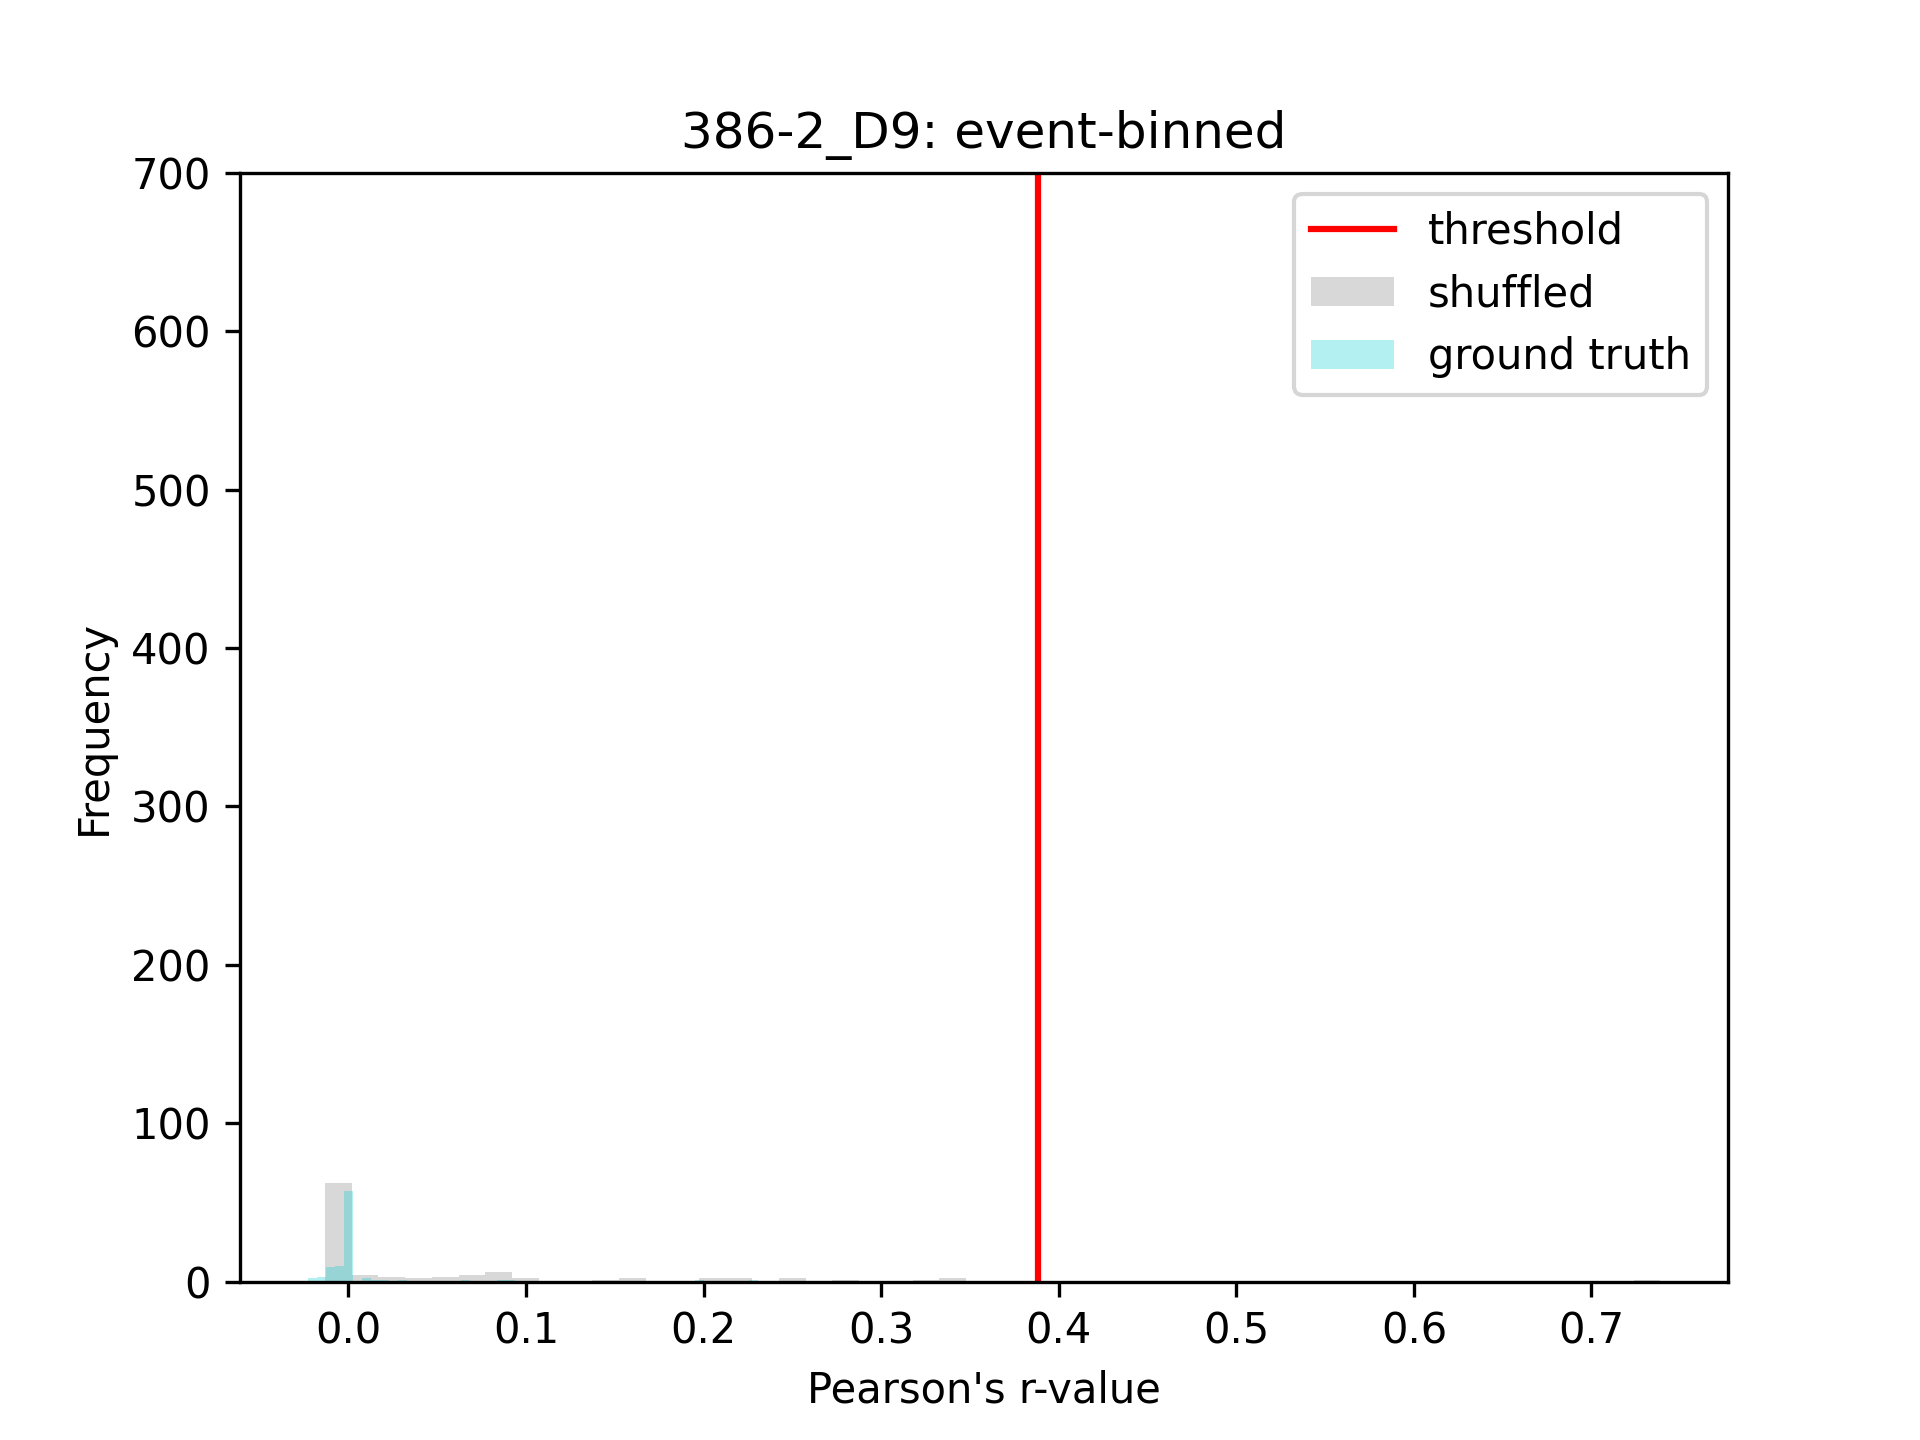 386-2_D9: event-binned
700
600
500
400
300
200
100
0
Frequency
threshold
shuffled
ground truth
0.0 0.1 0.2 0.3 0.4 0.5 0.6 0.7
Pearson's r-value